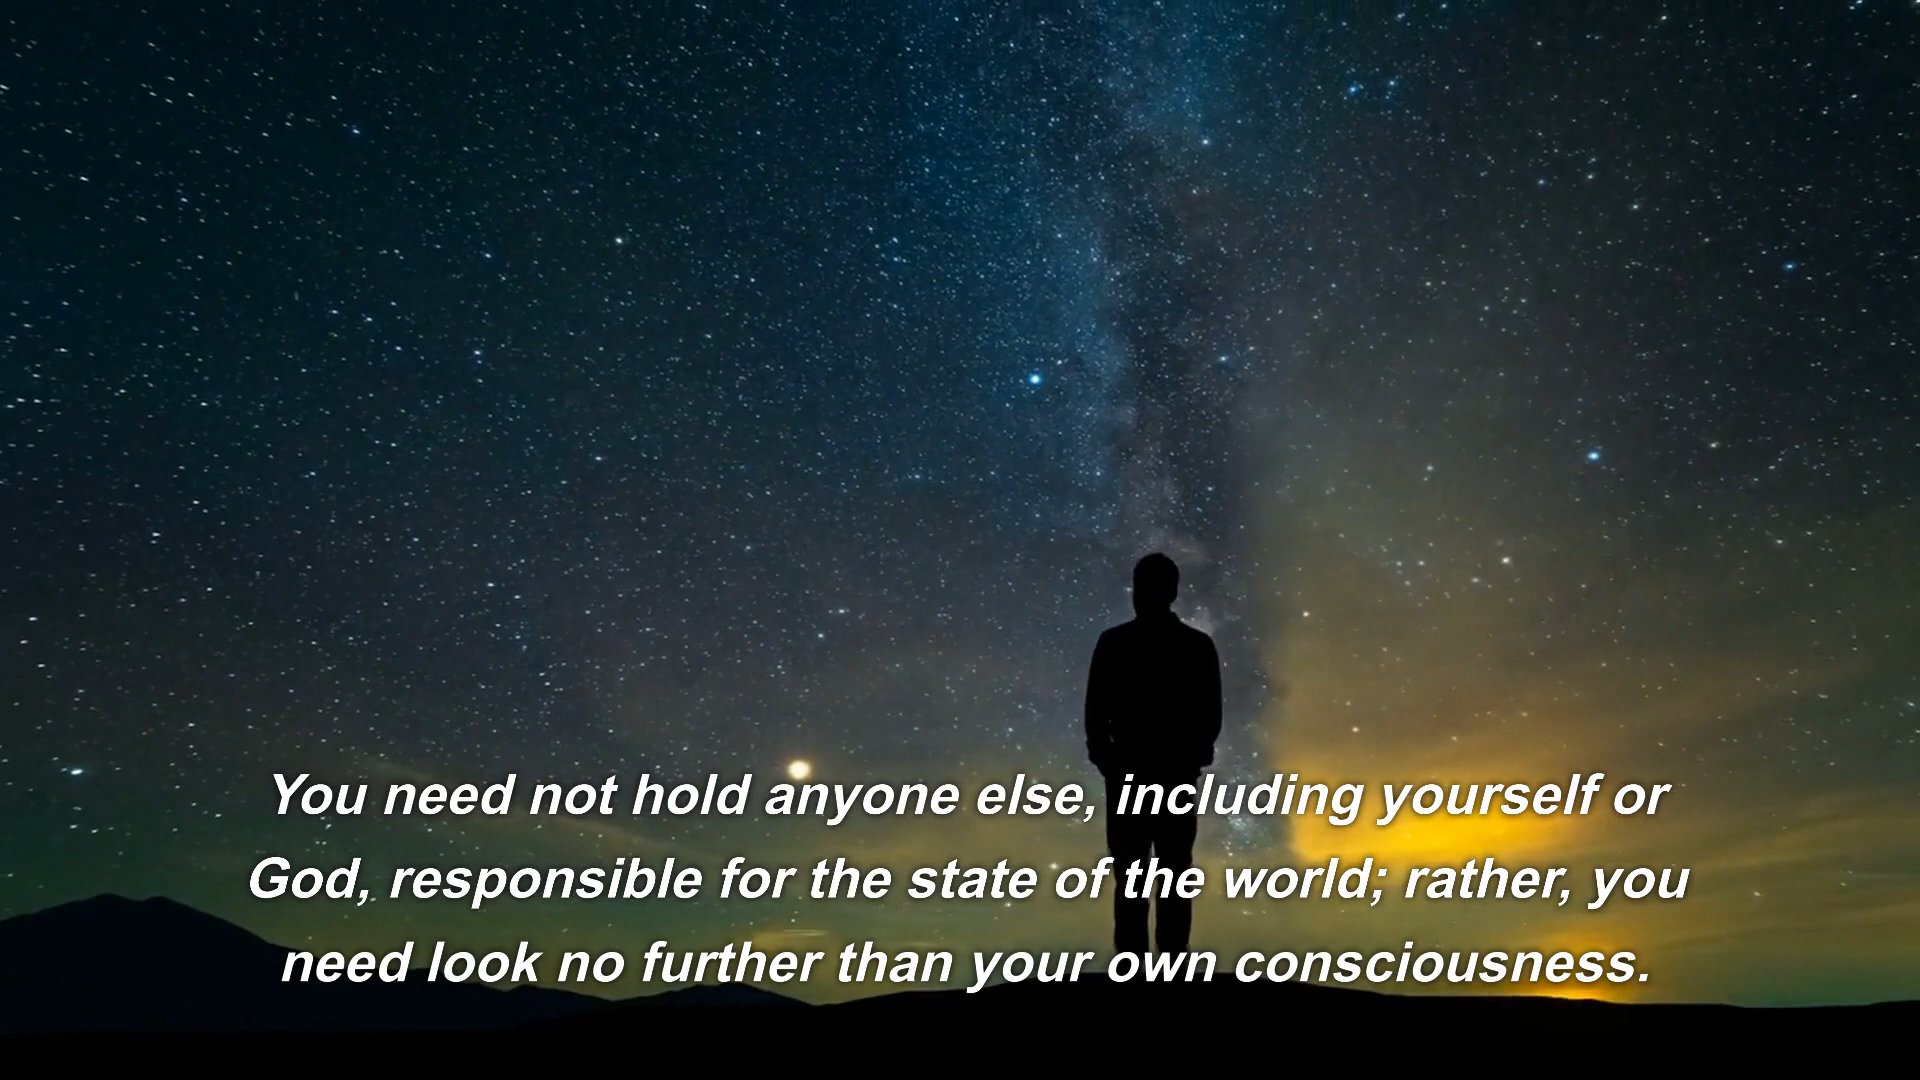 You need not hold anyone else, including yourself or
God, responsible for the state of the world; rather, you
need look no further than your own consciousness.